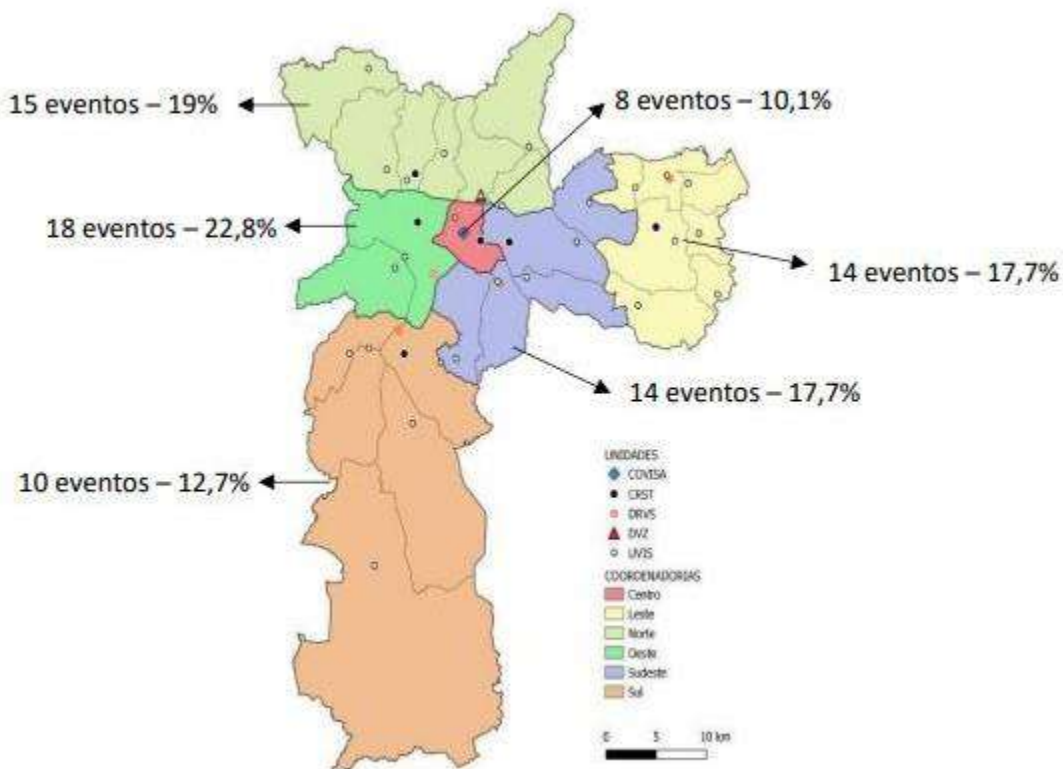 15 eventos – 19%
8 eventos – 10,1%
18 eventos – 22,8%
14 eventos – 17,7%
14 eventos – 17,7%
10 eventos – 12,7%
UNIDADES
COVISA
CRST
DRVS
DVZ
UVIS
COORDENADORIAS
Centro
Leste
Norte
Oeste
Sudeste
Sul
0 5 10 km